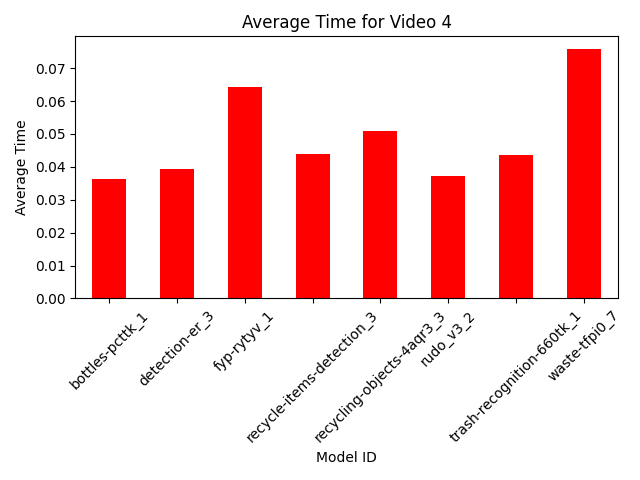 Average Time for Video 4
Average Time
0.07
0.06
0.05
0.04
0.03
0.02
0.01
0.00
bottles-pcttk_1
detection-er_3
fyp-rytyv_1
recycle-items-detection_3
recycling-objects-4aqr3_3
rudo_v3_2
trash-recognition-660tk_1
waste-tfpi0_7
Model ID